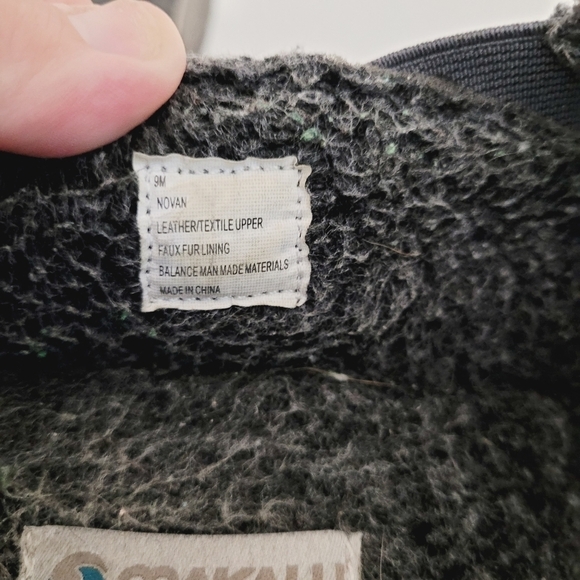 9M
NOVAN
LEATHER/TEXTILE UPPER
FAUX FUR LINING
BALANCE MAN MADE MATERIALS
MADE IN CHINA